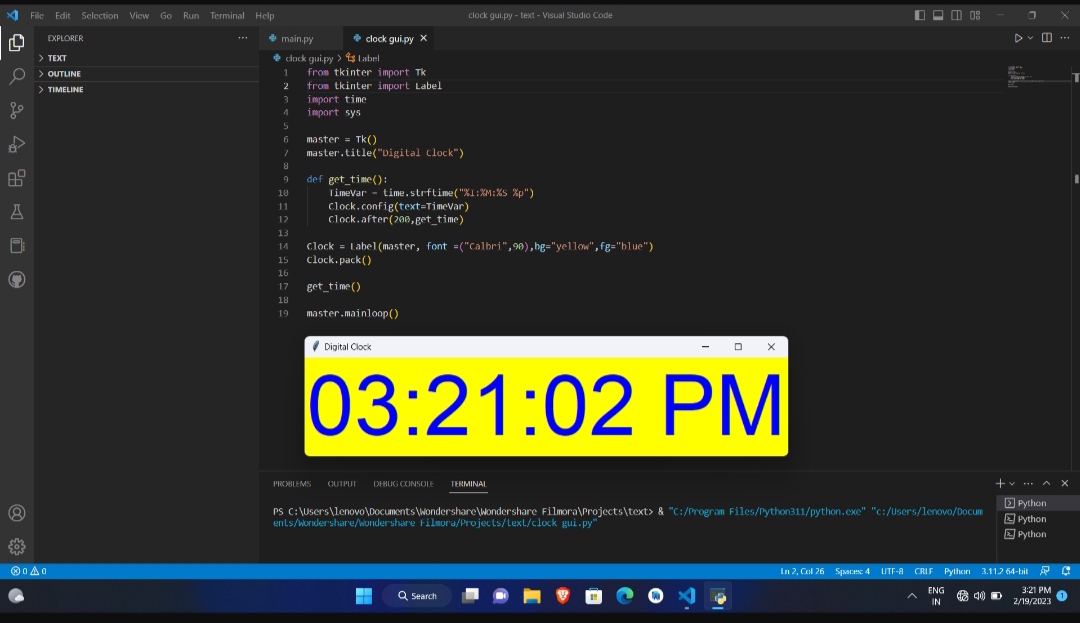 File Edit Selection View Go Run Terminal Help
clock gui.py - text - Visual Studio Code
EXPLORER
TEXT
OUTLINE
TIMELINE
main.py
clock gui.py
clock gui.py > Label
1 from tkinter import Tk
2 from tkinter import Label
3 import time
4 import sys
5
6 master = Tk()
7 master.title("Digital Clock")
8
9 def get_time():
10 TimeVar = time.strftime("%I:%M:%S %p")
11 Clock.config(text=TimeVar)
12 Clock.after(200,get_time)
13
14 Clock = Label(master, font =("Calbri",90),bg="yellow",fg="blue")
15 Clock.pack()
16
17 get_time()
18
19 master.mainloop()
Digital Clock
03:21:02 PM
PROBLEMS OUTPUT DEBUG CONSOLE TERMINAL
PS C:\Users\lenovo\Documents\Wondershare\Wondershare Filmora\Projects\text> & "C:/Program Files/Python311/python.exe" "c:/Users/lenovo/Docum
ents/Wondershare/Wondershare Filmora/Projects/text/clock gui.py"
Python
Python
Python
0 0
Ln 2, Col 26 Spaces: 4 UTF-8 CRLF Python 3.11.2 64-bit
Search
ENG
IN
3:21 PM
2/19/2023
1